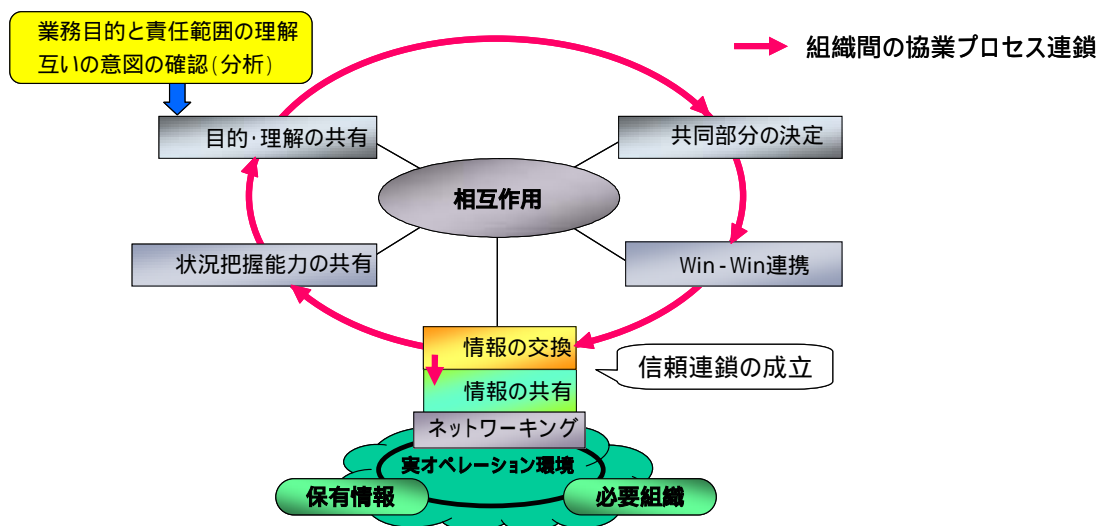 業務目的と責任範囲の理解
互いの意図の確認(分析)
組織間の協業プロセス連鎖
目的・理解の共有
共同部分の決定
相互作用
状況把握能力の共有
Win-Win連携
情報の交換
信頼連鎖の成立
情報の共有
ネットワーキング
実オペレーション環境
保有情報
必要組織